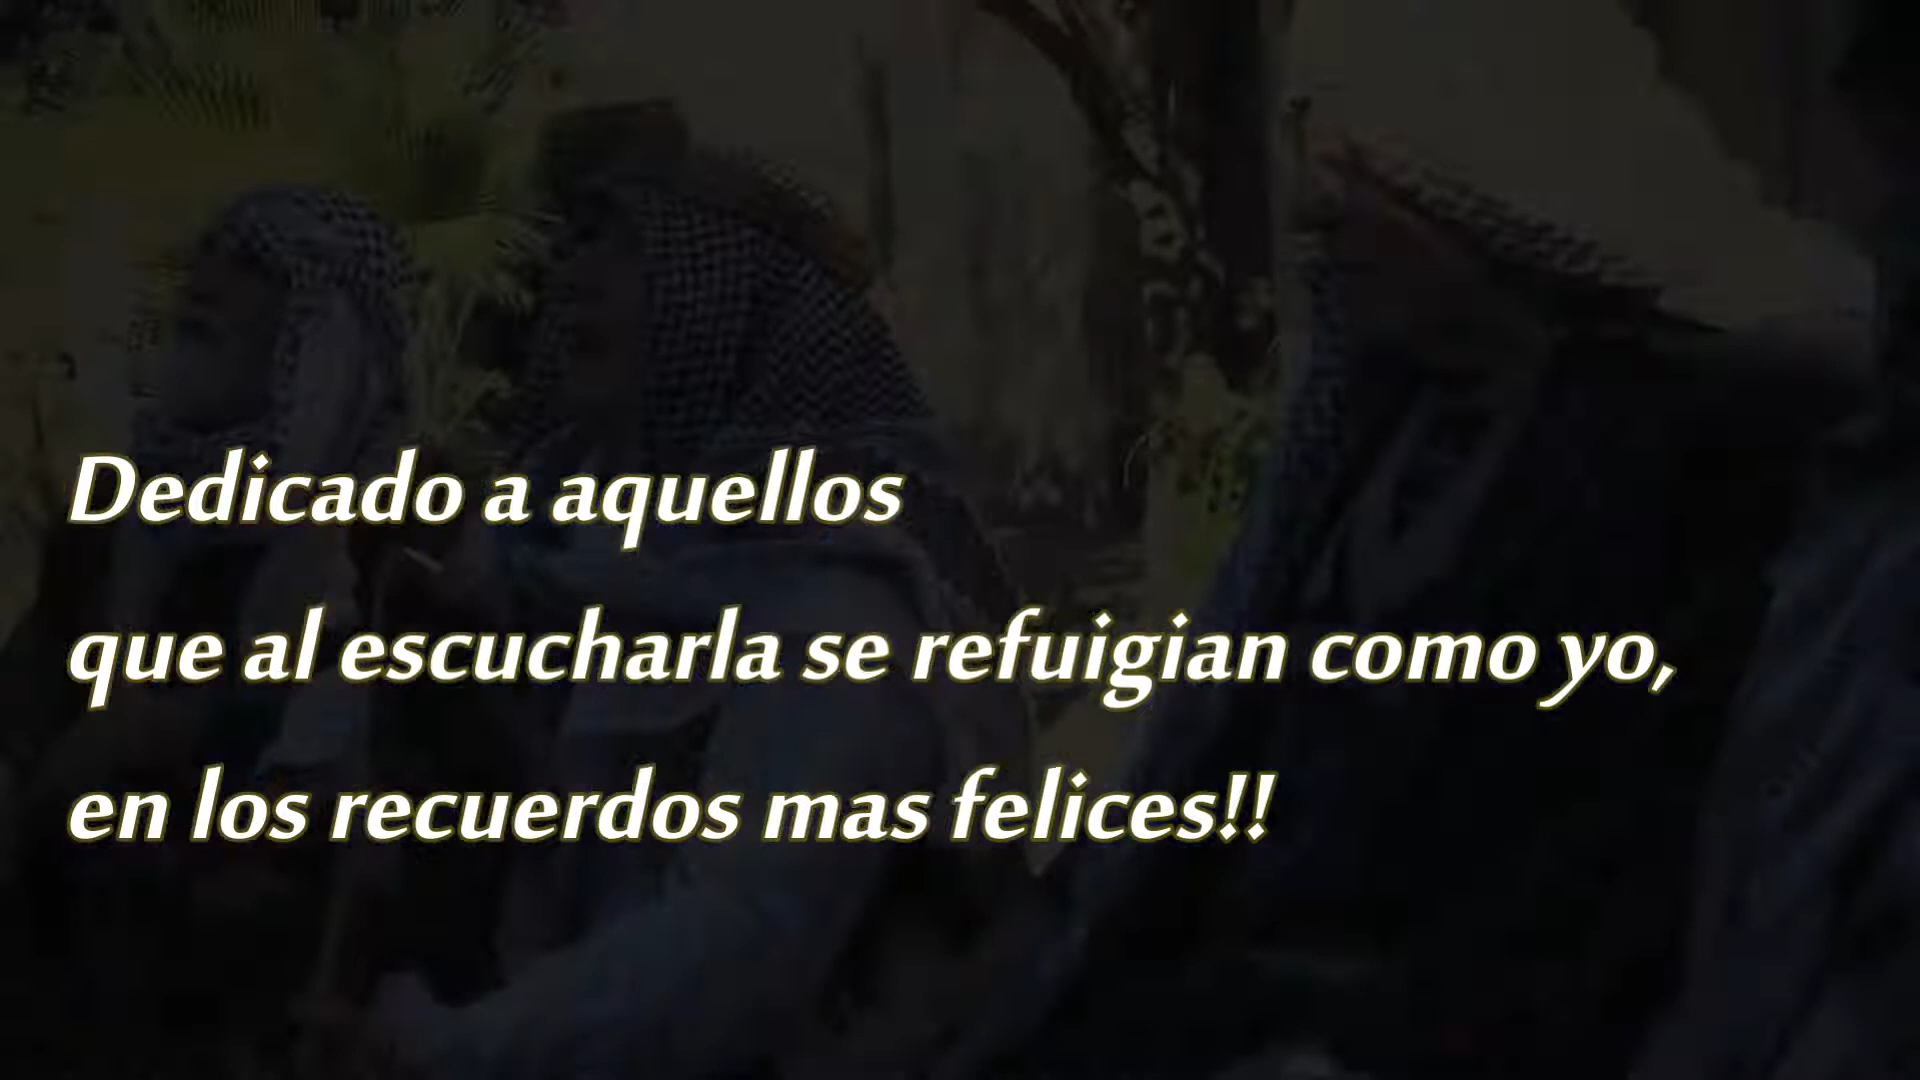 Dedicado a aquellos
que al escucharla se refuigian como yo,
en los recuerdos mas felices!!